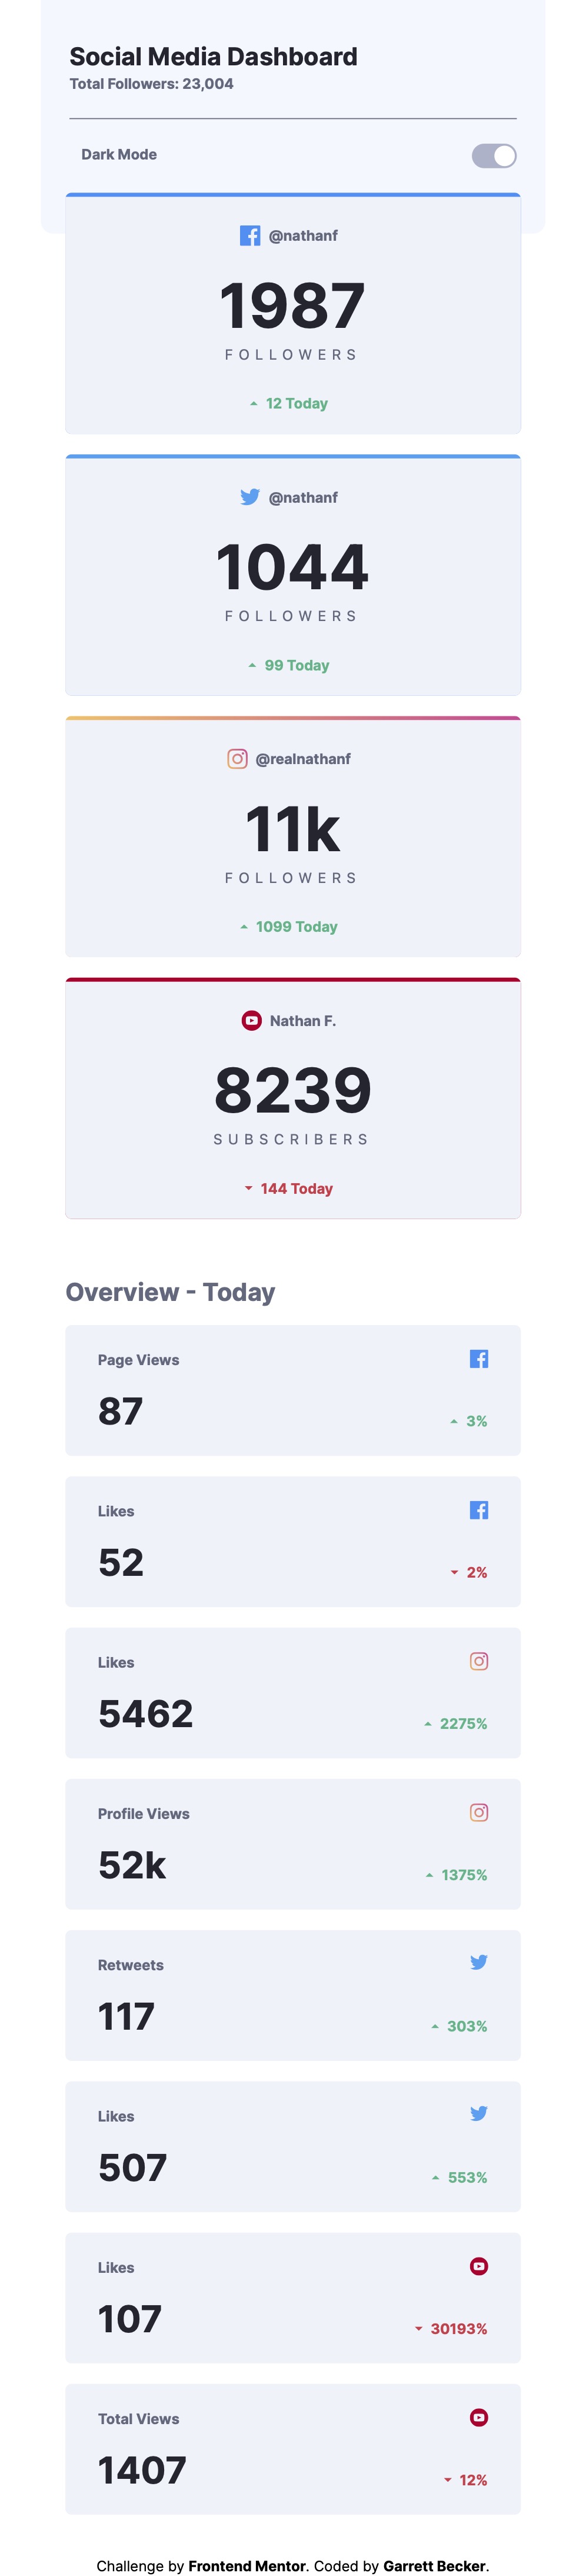 Social Media Dashboard
Total Followers: 23,004
Dark Mode
@nathanf
1987
FOLLOWERS
12 Today
@nathanf
1044
FOLLOWERS
99 Today
@realnathanf
11k
FOLLOWERS
1099 Today
Nathan F.
8239
SUBSCRIBERS
144 Today
Overview - Today
Page Views
87
3%
Likes
52
2%
Likes
5462
2275%
Profile Views
52k
1375%
Retweets
117
303%
Likes
507
553%
Likes
107
30193%
Total Views
1407
12%
Challenge by Frontend Mentor. Coded by Garrett Becker.